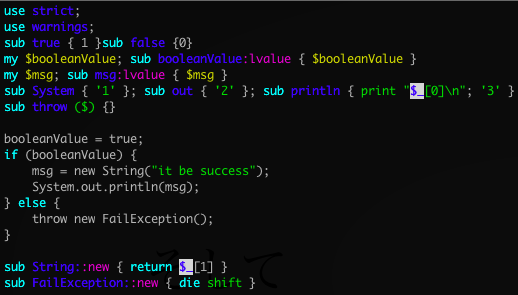 use strict;
use warnings;
sub true { 1 }sub false {0}
my $booleanValue; sub booleanValue:lvalue { $booleanValue }
my $msg; sub msg:lvalue { $msg }
sub System { '1' }; sub out { '2' }; sub println { print "$_[0]\n"; '3' }
sub throw ($) {}
booleanValue = true;
if (booleanValue) {
msg = new String("it be success");
System.out.println(msg);
} else {
throw new FailException();
}
sub String::new { return $_[1] }
sub FailException::new { die shift }